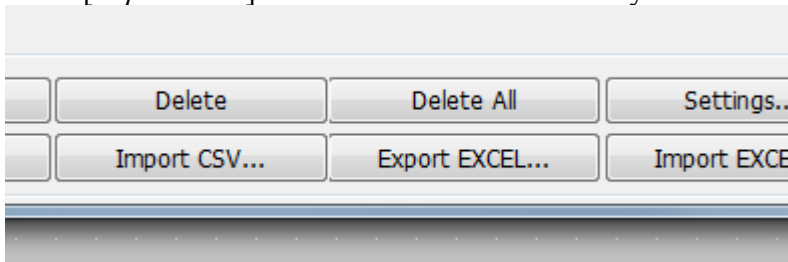 Delete Delete All Settings..
Import CSV... Export EXCEL... Import EXCE